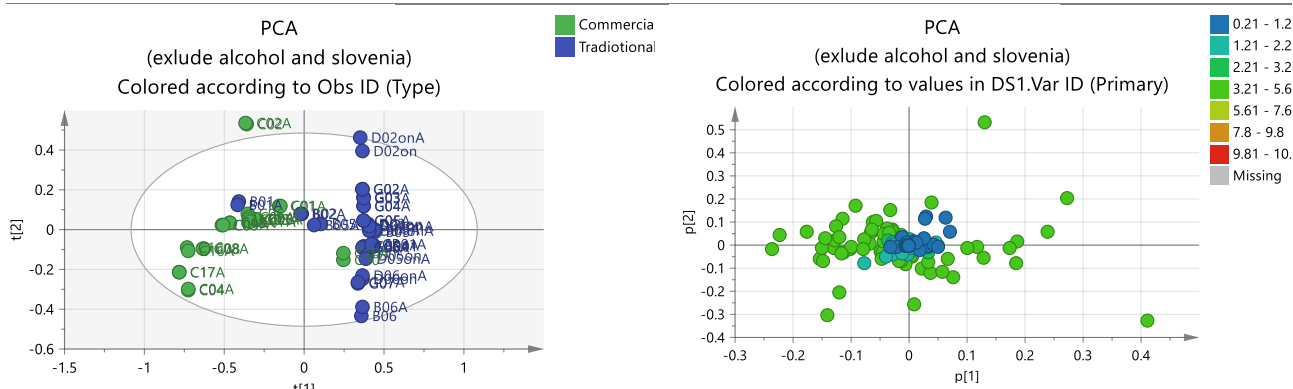 PCA
(exlude alcohol and slovenia)
Colored according to Obs ID (Type)
Commercia
Tradiotional
C02A
D02onA
D02on
G02A
G03A
G04A
G05A
B01
B01A
C01A
B02A
B05
C08
C17A
C04A
D05onA
D06onA
G07A
B06A
B06
0.4
0.2
0
-0.2
-0.4
-0.6
-1.5
-1
-0.5
0
0.5
1
t[2]
t[1]
PCA
(exlude alcohol and slovenia)
Colored according to values in DS1.Var ID (Primary)
0.21 - 1.2
1.21 - 2.2
2.21 - 3.2
3.21 - 5.6
5.61 - 7.6
7.8 - 9.8
9.81 - 10.
Missing
0.5
0.4
0.3
0.2
0.1
0
-0.1
-0.2
-0.3
-0.4
-0.3
-0.2
-0.1
0
0.1
0.2
0.3
0.4
p[2]
p[1]